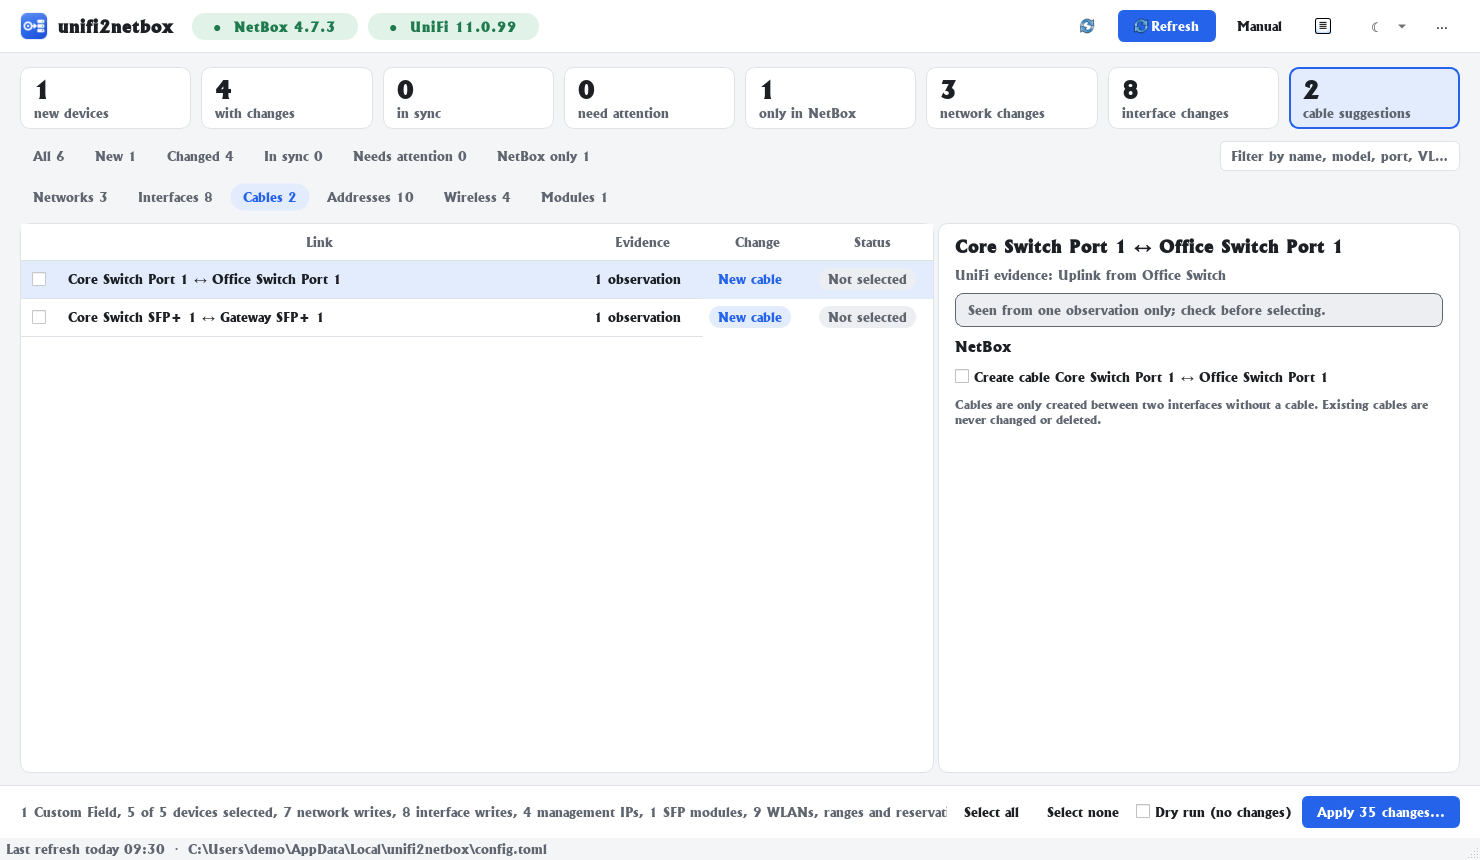 unifi2netbox
● NetBox 4.7.3
● UniFi 11.0.99
Refresh
Manual
...
1
new devices
4
with changes
0
in sync
0
need attention
1
only in NetBox
3
network changes
8
interface changes
2
cable suggestions
All 6
New 1
Changed 4
In sync 0
Needs attention 0
NetBox only 1
Filter by name, model, port, VL...
Networks 3
Interfaces 8
Cables 2
Addresses 10
Wireless 4
Modules 1
Link Evidence Change Status
Core Switch Port 1 ↔ Office Switch Port 1 1 observation New cable Not selected
Core Switch SFP+ 1 ↔ Gateway SFP+ 1 1 observation New cable Not selected
Core Switch Port 1 ↔ Office Switch Port 1
UniFi evidence: Uplink from Office Switch
Seen from one observation only; check before selecting.
NetBox
Create cable Core Switch Port 1 ↔ Office Switch Port 1
Cables are only created between two interfaces without a cable. Existing cables are
never changed or deleted.
1 Custom Field, 5 of 5 devices selected, 7 network writes, 8 interface writes, 4 management IPs, 1 SFP modules, 9 WLANs, ranges and reservati
Select all
Select none
Dry run (no changes)
Apply 35 changes...
Last refresh today 09:30 · C:\Users\demo\AppData\Local\unifi2netbox\config.toml